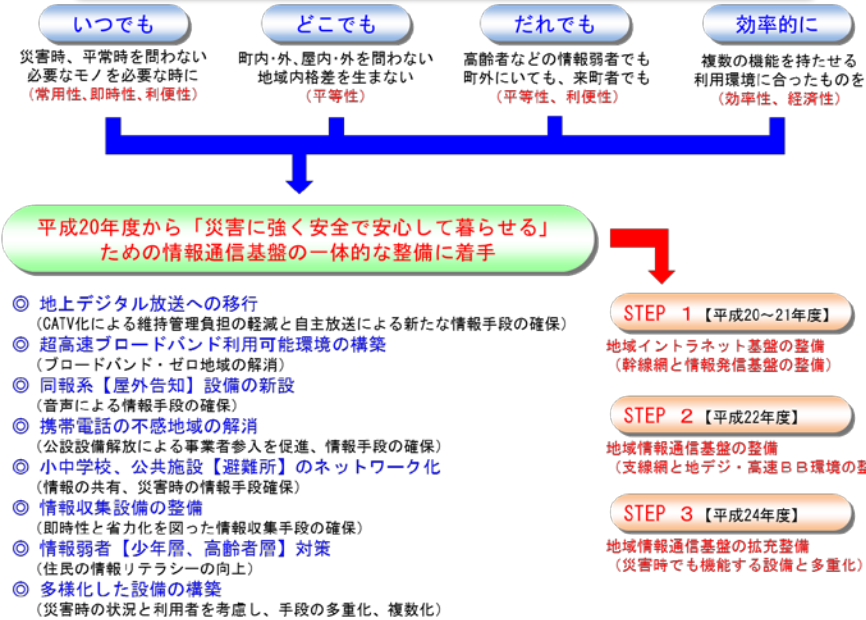 いつでも
どこでも
だれでも
効率的に
災害時、平常時を問わない
必要なモノを必要な時に
(常用性、即時性、利便性)
町内・外、屋内・外を問わない
地域内格差を生まない
(平等性)
高齢者などの情報弱者でも
町外にいても、来町者でも
(平等性、利便性)
複数の機能を持たせる
利用環境に合ったものを
(効率性、経済性)
平成20年度から「災害に強く安全で安心して暮らせる」
ための情報通信基盤の一体的な整備に着手
◎ 地上デジタル放送への移行
(CATV化による維持管理負担の軽減と自主放送による新たな情報手段の確保)
◎ 超高速ブロードバンド利用可能環境の構築
(ブロードバンド・ゼロ地域の解消)
◎ 同報系【屋外告知】設備の新設
(音声による情報手段の確保)
◎ 携帯電話の不感地域の解消
(公設設備解放による事業者参入を促進、情報手段の確保)
◎ 小中学校、公共施設【避難所】のネットワーク化
(情報の共有、災害時の情報手段確保)
◎ 情報収集設備の整備
(即時性と省力化を図った情報収集手段の確保)
◎ 情報弱者【少年層、高齢者層】対策
(住民の情報リテラシーの向上)
◎ 多様化した設備の構築
(災害時の状況と利用者を考慮し、手段の多重化、複数化)
STEP 1【平成20~21年度】
地域イントラネット基盤の整備
(幹線網と情報発信基盤の整備)
STEP 2【平成22年度】
地域情報通信基盤の整備
(支線網と地デジ・高速BB環境の整
STEP 3【平成24年度】
地域情報通信基盤の拡充整備
(災害時でも機能する設備と多重化)